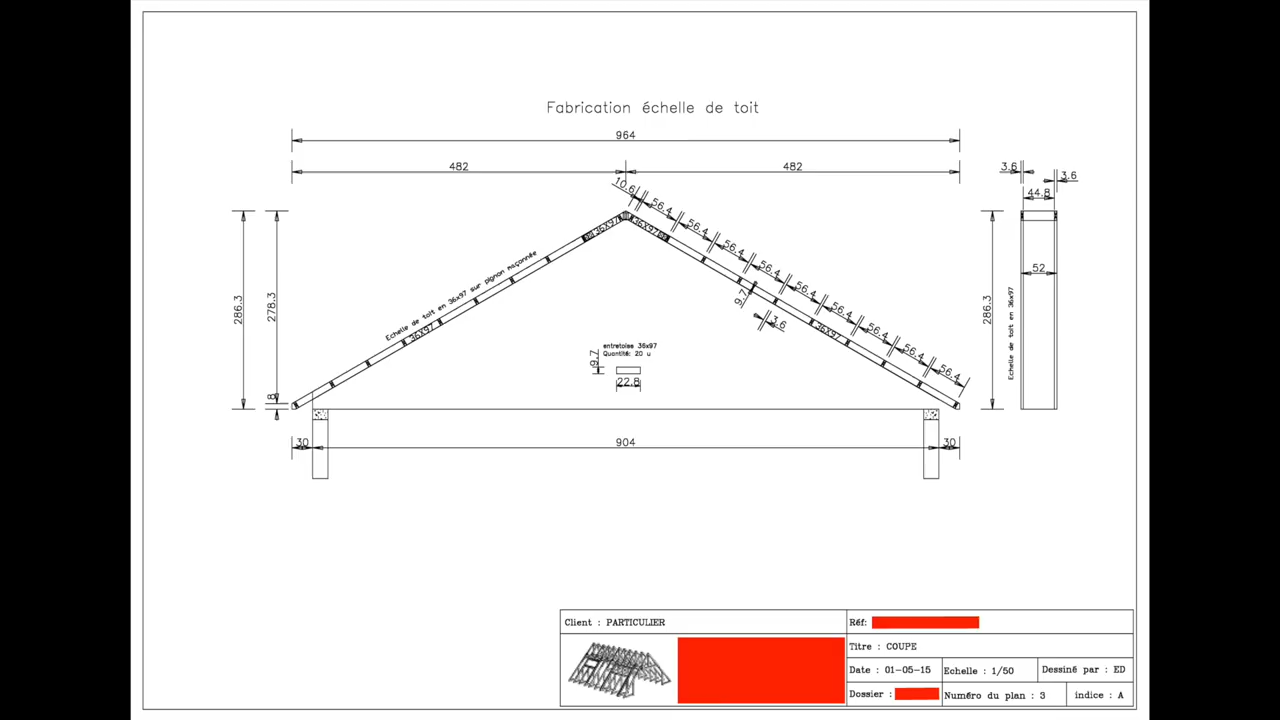 Fabrication échelle de toit
964
482
482
10.6
56.4
56.4
56.4
56.4
56.4
56.4
56.4
56.4
56.4
3.6
3.6
44.8
36X97
36X97
286.3
278.3
8
Echelle de toit en 36x97 sur pignon maçonnée
36X97
9.7
3.6
36X97
286.3
52
Echelle de toit en 36x97
entretoise 36x97
Quantité: 20 u
9.7
22.8
30
904
30
Client : PARTICULIER
Réf:
Titre : COUPE
Date : 01-05-15
Echelle : 1/50
Dessiné par : ED
Dossier :
Numéro du plan : 3
indice : A